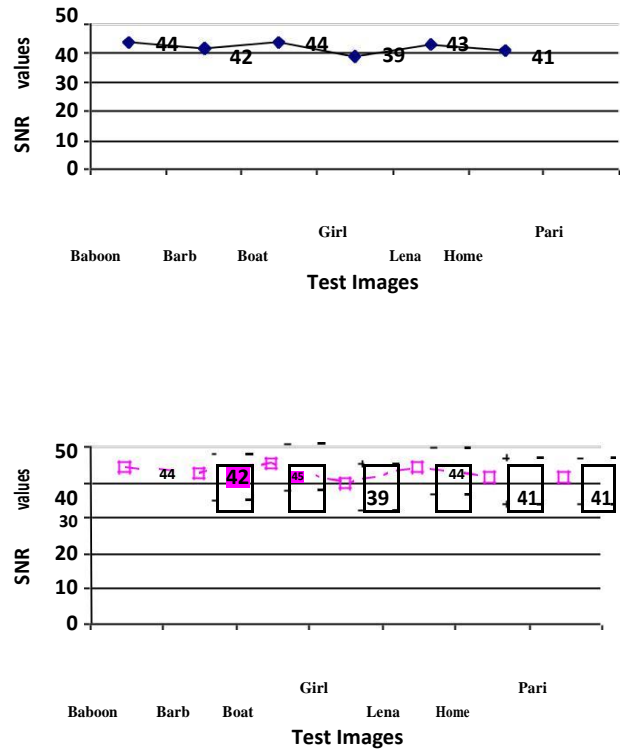 50
40
30
20
10
0
SNR values
44 42 44 39 43 41
Girl Pari
Baboon Barb Boat Lena Home
Test Images
50
40
30
20
10
0
SNR values
44 42 45 39 44 41 41
Girl Pari
Baboon Barb Boat Lena Home
Test Images